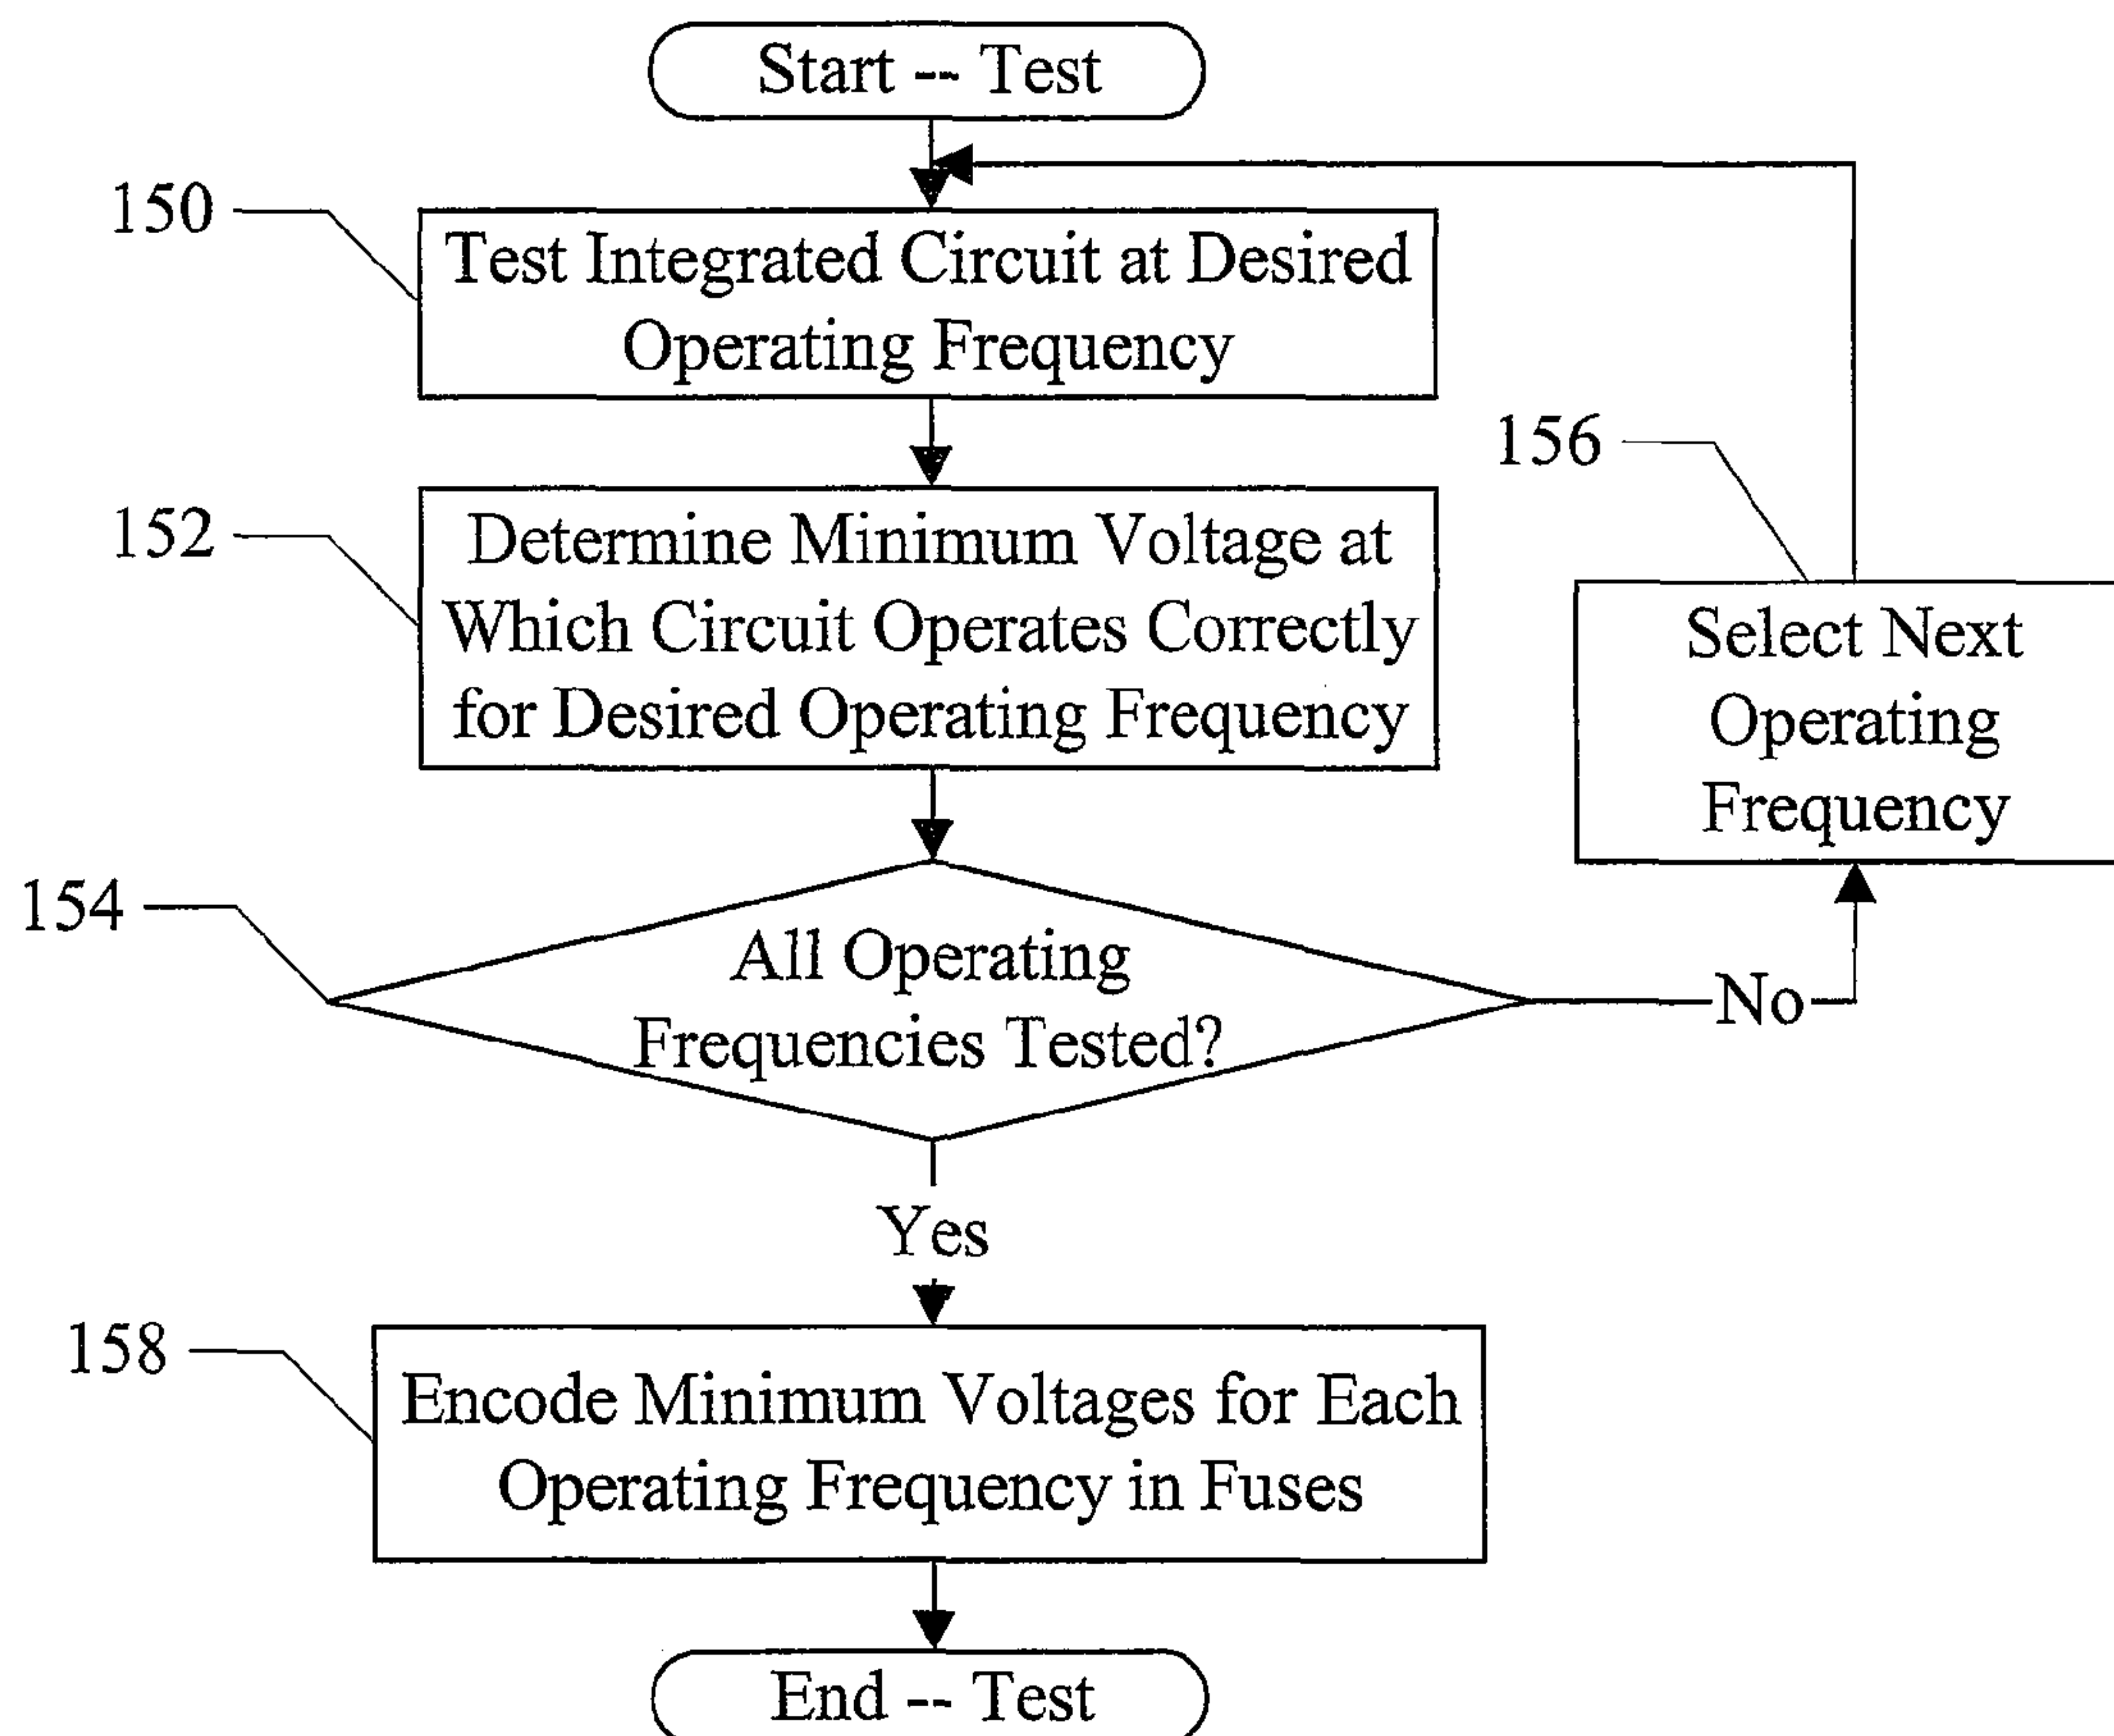 Start -- Test
150
Test Integrated Circuit at Desired
Operating Frequency
152
Determine Minimum Voltage at
Which Circuit Operates Correctly
for Desired Operating Frequency
156
Select Next
Operating
Frequency
154
All Operating
Frequencies Tested?
No
Yes
158
Encode Minimum Voltages for Each
Operating Frequency in Fuses
End -- Test